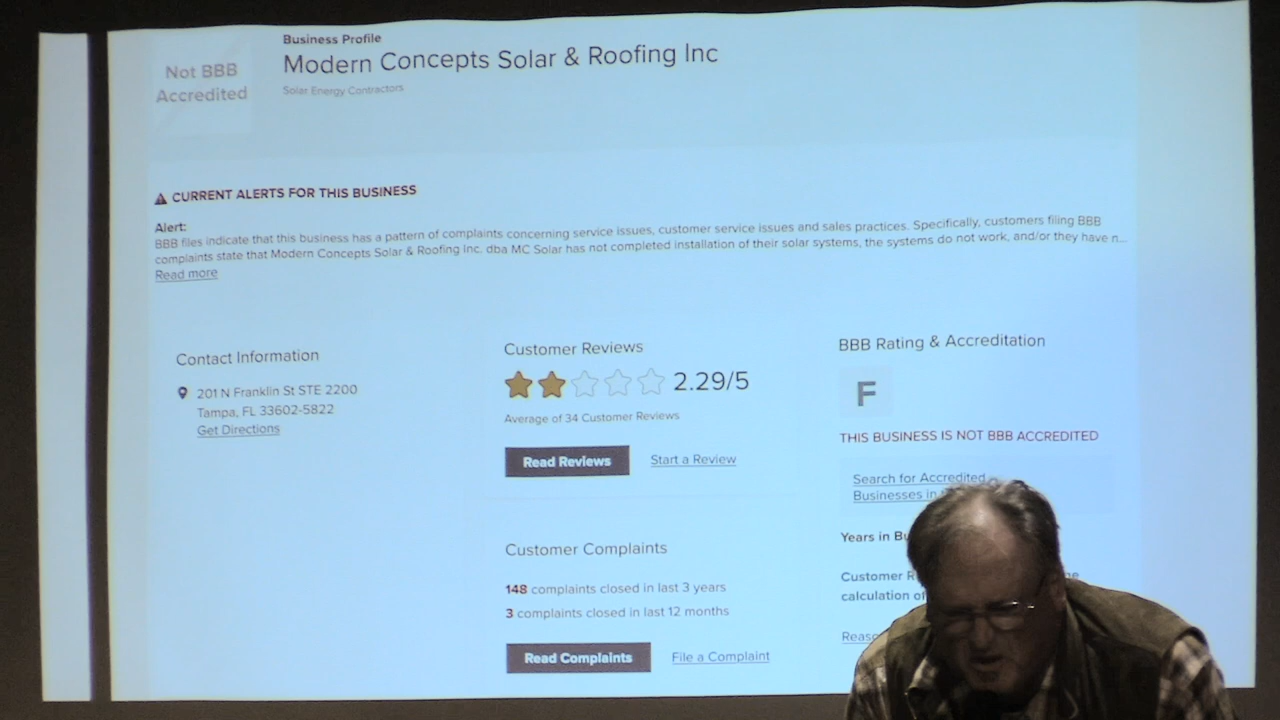 Business Profile
Not BBB
Accredited
Modern Concepts Solar & Roofing Inc
Solar Energy Contractors
CURRENT ALERTS FOR THIS BUSINESS
Alert:
BBB files indicate that this business has a pattern of complaints concerning service issues, customer service issues and sales practices. Specifically, customers filing BBB
complaints state that Modern Concepts Solar & Roofing Inc. dba MC Solar has not completed installation of their solar systems, the systems do not work, and/or they have n...
Read more
Contact Information
201 N Franklin St STE 2200
Tampa, FL 33602-5822
Get Directions
Customer Reviews
2.29/5
Average of 34 Customer Reviews
Read Reviews Start a Review
Customer Complaints
148 complaints closed in last 3 years
3 complaints closed in last 12 months
Read Complaints File a Complaint
BBB Rating & Accreditation
F
THIS BUSINESS IS NOT BBB ACCREDITED
Search for Accredited
Businesses in
Years in
Customer
calculation of